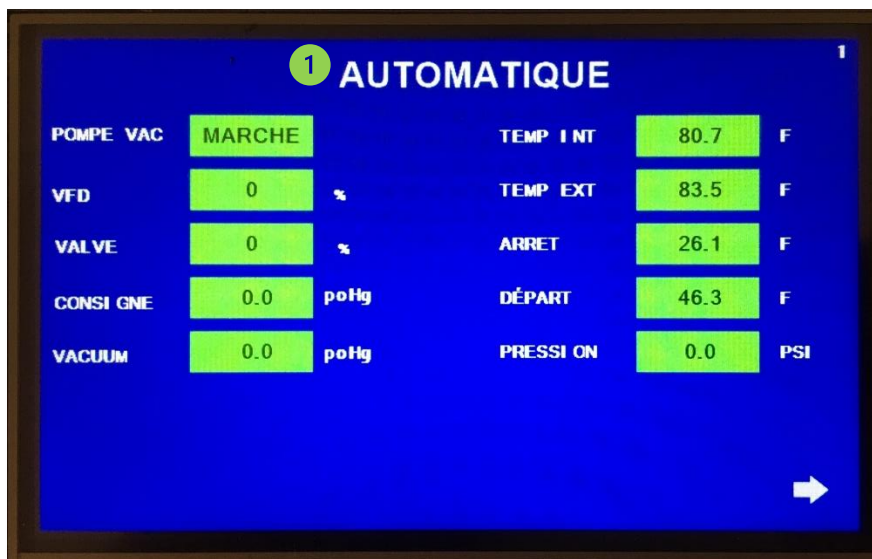 1
1 AUTOMATIQUE
POMPE VAC MARCHE TEMP INT 80.7 F
VFD 0 % TEMP EXT 83.5 F
VALVE 0 % ARRET 26.1 F
CONSIGNE 0.0 poHg DÉPART 46.3 F
VACUUM 0.0 poHg PRESSION 0.0 PSI